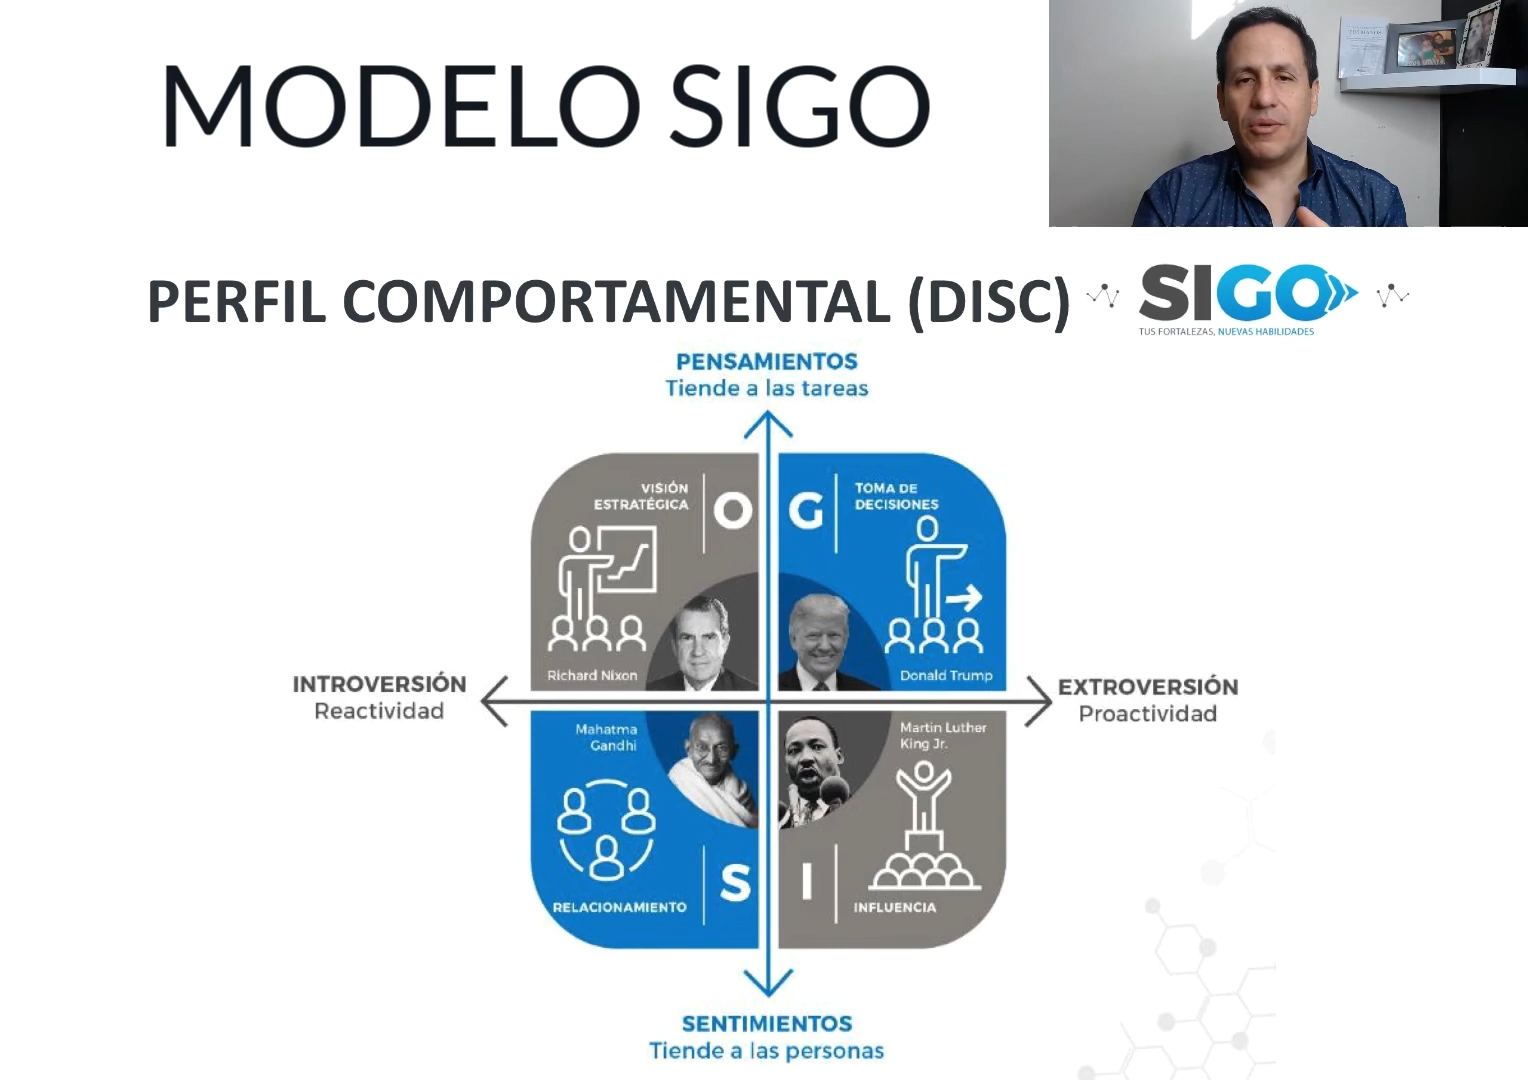 MODELO SIGO
PERFIL COMPORTAMENTAL (DISC)
SIGO
TUS FORTALEZAS, NUEVAS HABILIDADES
PENSAMIENTOS
Tiende a las tareas
VISIÓN
ESTRATÉGICA
O
G
TOMA DE
DECISIONES
Richard Nixon
Donald Trump
INTROVERSIÓN
Reactividad
EXTROVERSIÓN
Proactividad
Mahatma
Gandhi
Martin Luther
King Jr.
RELACIONAMIENTO
S
I
INFLUENCIA
SENTIMIENTOS
Tiende a las personas